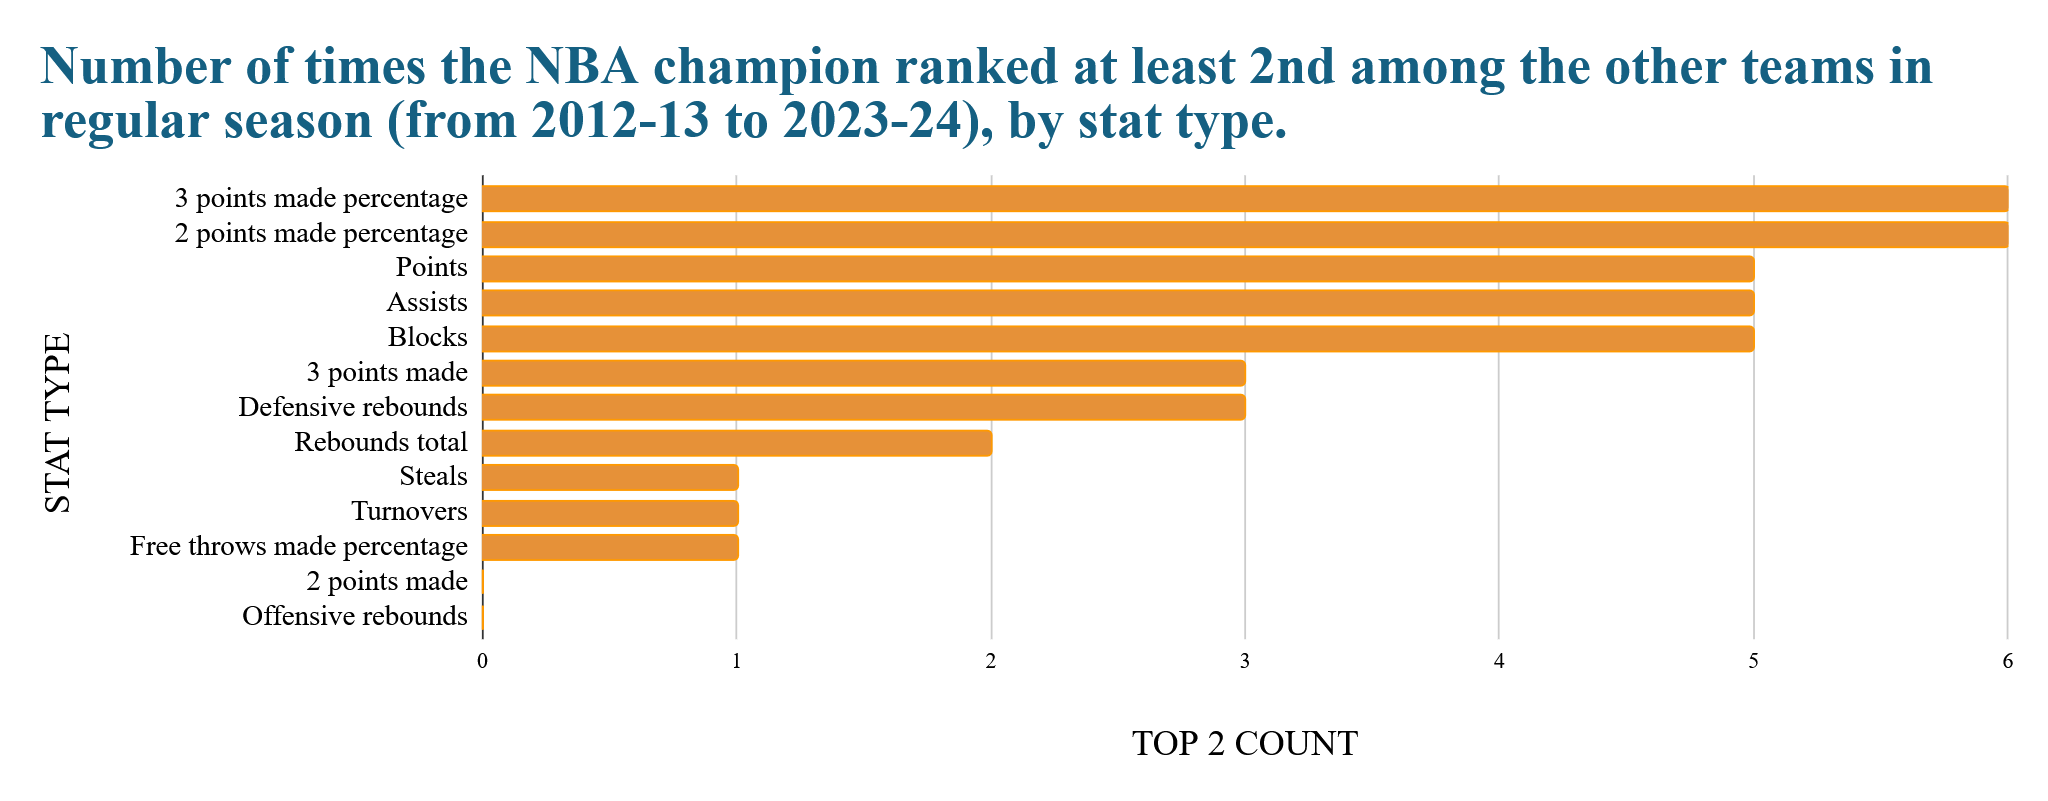 Number of times the NBA champion ranked at least 2nd among the other teams in
regular season (from 2012-13 to 2023-24), by stat type.
STAT TYPE
3 points made percentage
2 points made percentage
Points
Assists
Blocks
3 points made
Defensive rebounds
Rebounds total
Steals
Turnovers
Free throws made percentage
2 points made
Offensive rebounds
0 1 2 3 4 5 6
TOP 2 COUNT